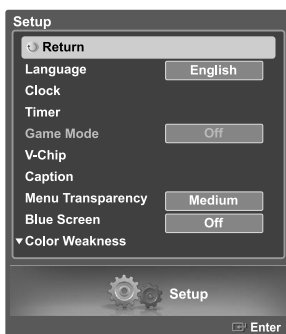 Setup
Return
Language English
Clock
Timer
Game Mode Off
V-Chip
Caption
Menu Transparency Medium
Blue Screen Off
▼Color Weakness
Setup
Enter